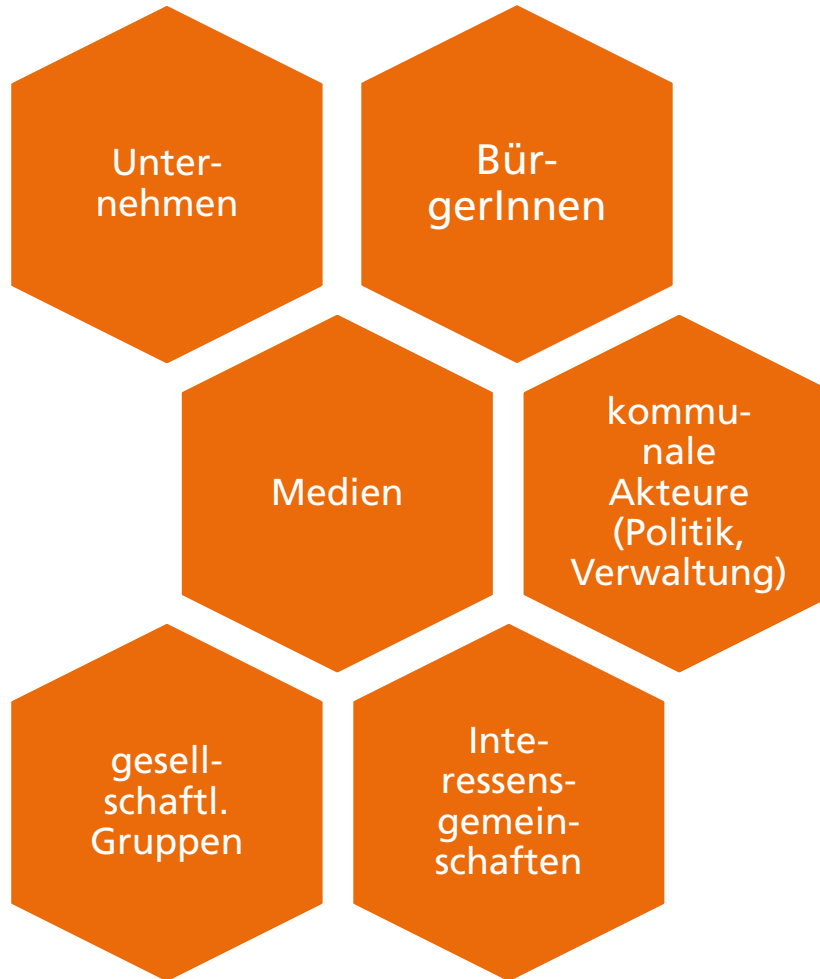 Unter-
nehmen
Bür-
gerInnen
Medien
kommu-
nale
Akteure
(Politik,
Verwaltung)
gesell-
schaftl.
Gruppen
Inte-
ressens-
gemein-
schaften